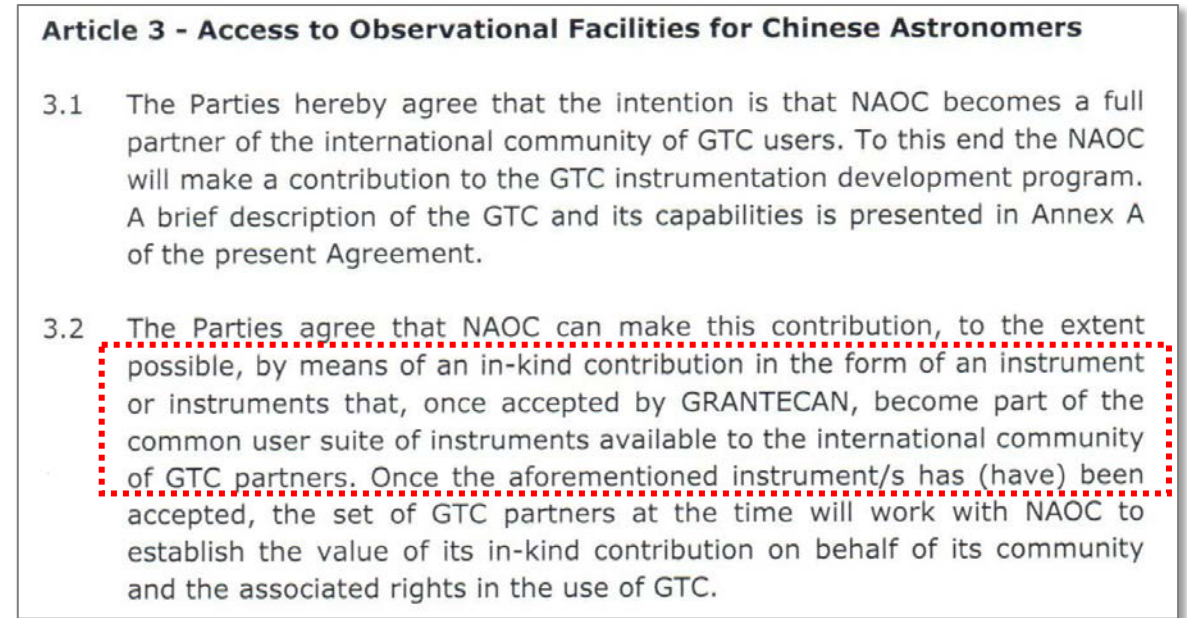 Article 3 - Access to Observational Facilities for Chinese Astronomers
3.1 The Parties hereby agree that the intention is that NAOC becomes a full
partner of the international community of GTC users. To this end the NAOC
will make a contribution to the GTC instrumentation development program.
A brief description of the GTC and its capabilities is presented in Annex A
of the present Agreement.
3.2 The Parties agree that NAOC can make this contribution, to the extent
possible, by means of an in-kind contribution in the form of an instrument
or instruments that, once accepted by GRANTECAN, become part of the
common user suite of instruments available to the international community
of GTC partners. Once the aforementioned instrument/s has (have) been
accepted, the set of GTC partners at the time will work with NAOC to
establish the value of its in-kind contribution on behalf of its community
and the associated rights in the use of GTC.